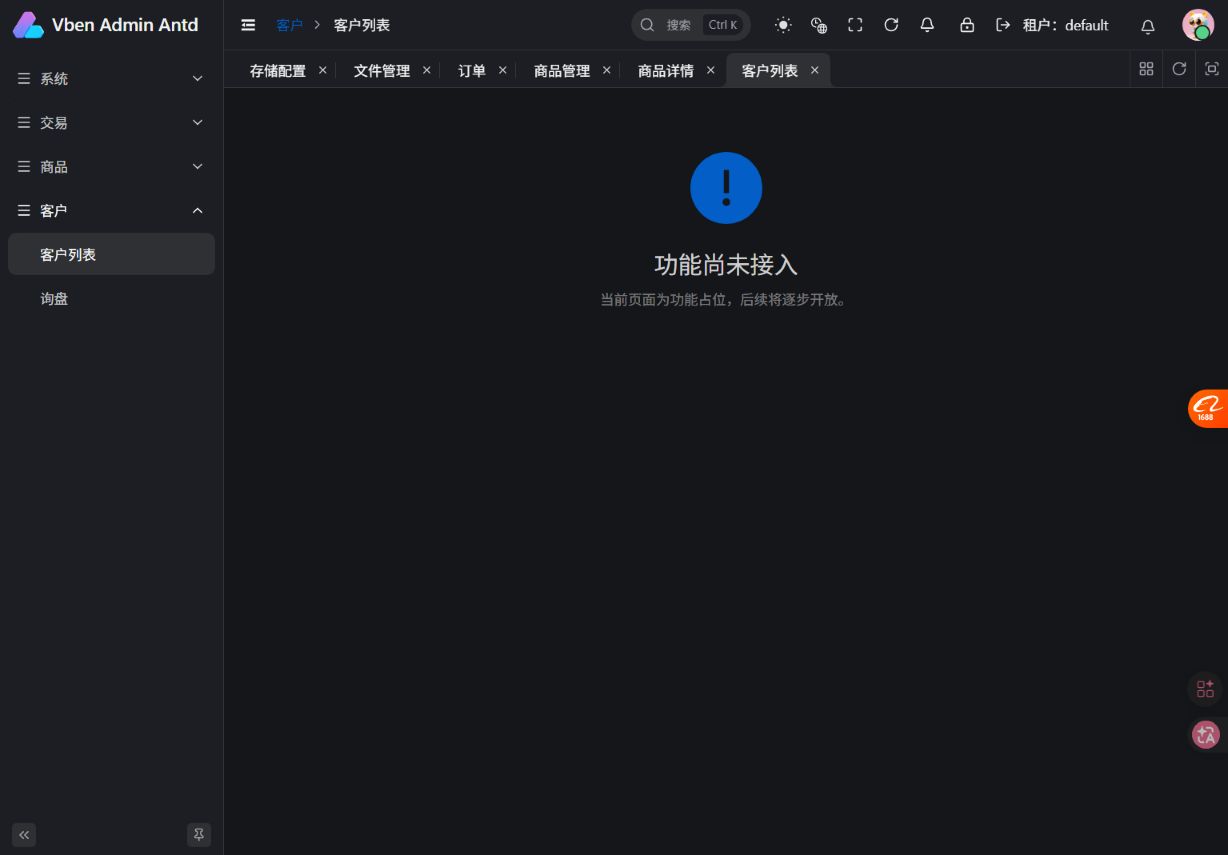 Vben Admin Antd
客户 > 客户列表
搜索 Ctrl K
租户：default
存储配置 × 文件管理 × 订单 × 商品管理 × 商品详情 × 客户列表 ×
系统
交易
商品
客户
客户列表
询盘
功能尚未接入
当前页面为功能占位，后续将逐步开放。
1688